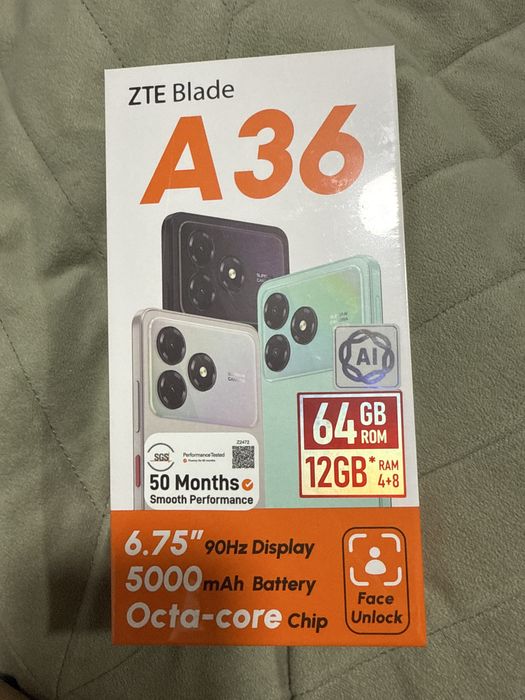 ZTE Blade
A36
AI
SGS
Performance Tested
Z2472
50 Months
Smooth Performance
64 GB ROM
12GB* RAM 4+8
6.75" 90Hz Display
5000mAh Battery
Octa-core Chip
Face
Unlock